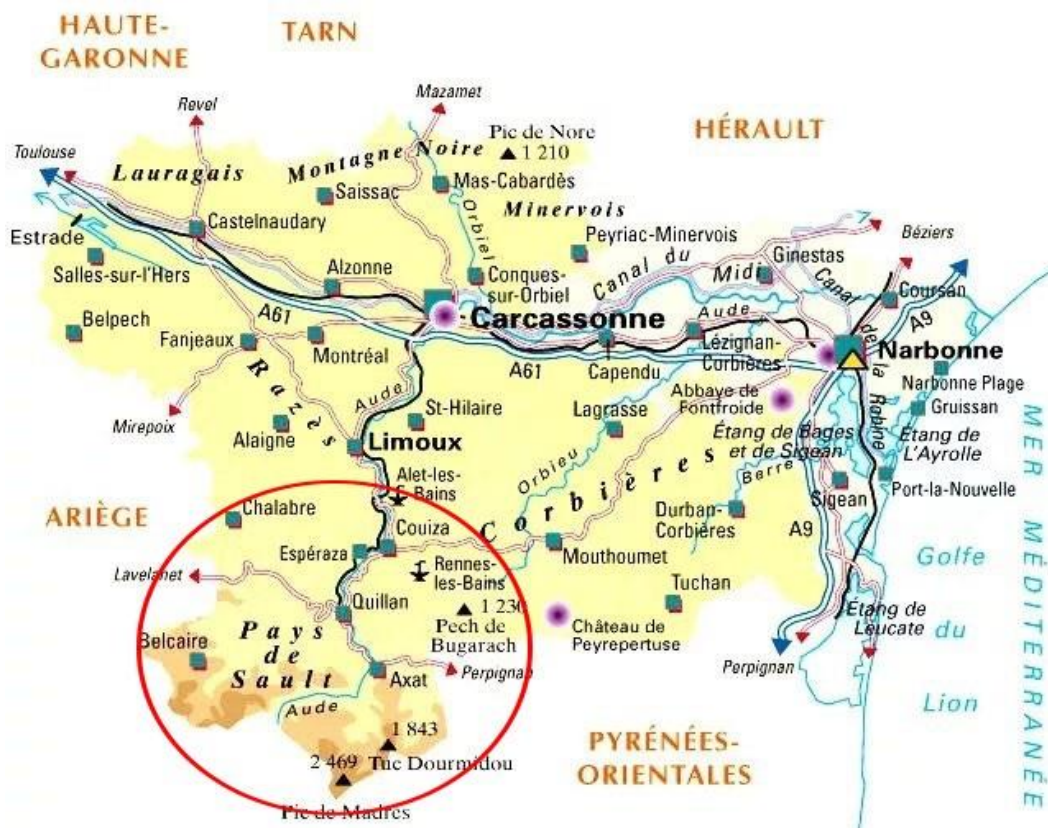 HAUTE-
GARONNE
TARN
HÉRAULT
Revel
Mazamet
Toulouse
Lauragais
Montagne Noire
Pic de Nore
1 210
Saissac
Mas-Cabardès
Minervois
Orbiel
Estrade
Castelnaudary
Salles-sur-l'Hers
Alzonne
Conques-
sur-Orbiel
Peyriac-Minervois
Canal du
Midi
Ginestas
Canal
de la
Robine
Béziers
Coursan
A9
Belpech
A61
Fanjeaux
Montréal
Carcassonne
A61
Capendu
Aude
Lézignan-
Corbières
Narbonne
Narbonne Plage
Gruissan
Mirepoix
Razès
Aude
St-Hilaire
Alaigne
Limoux
Lagrasse
Abbaye de
Fontfroide
Étang de Bages
et de Sigean
Étang de
L'Ayrolle
Orbieu
Berre
Sigean
Port-la-Nouvelle
Alet-les-
Bains
ARIÈGE
Chalabre
Couiza
Corbières
Durban-
Corbières
A9
Espéraza
Mouthoumet
Lavelanet
Rennes-
les-Bains
Tuchan
Quillan
1 230
Pech de
Bugarach
Château de
Peyrepertuse
Étang de
Leucate
Belcaire
Pays
de
Sault
Axat
Perpignan
Perpignan
Aude
1 843
Tuc Dourmidou
2 469
Pic de Madres
PYRÉNÉES-
ORIENTALES
Golfe
du
Lion
MER MÉDITERRANÉE